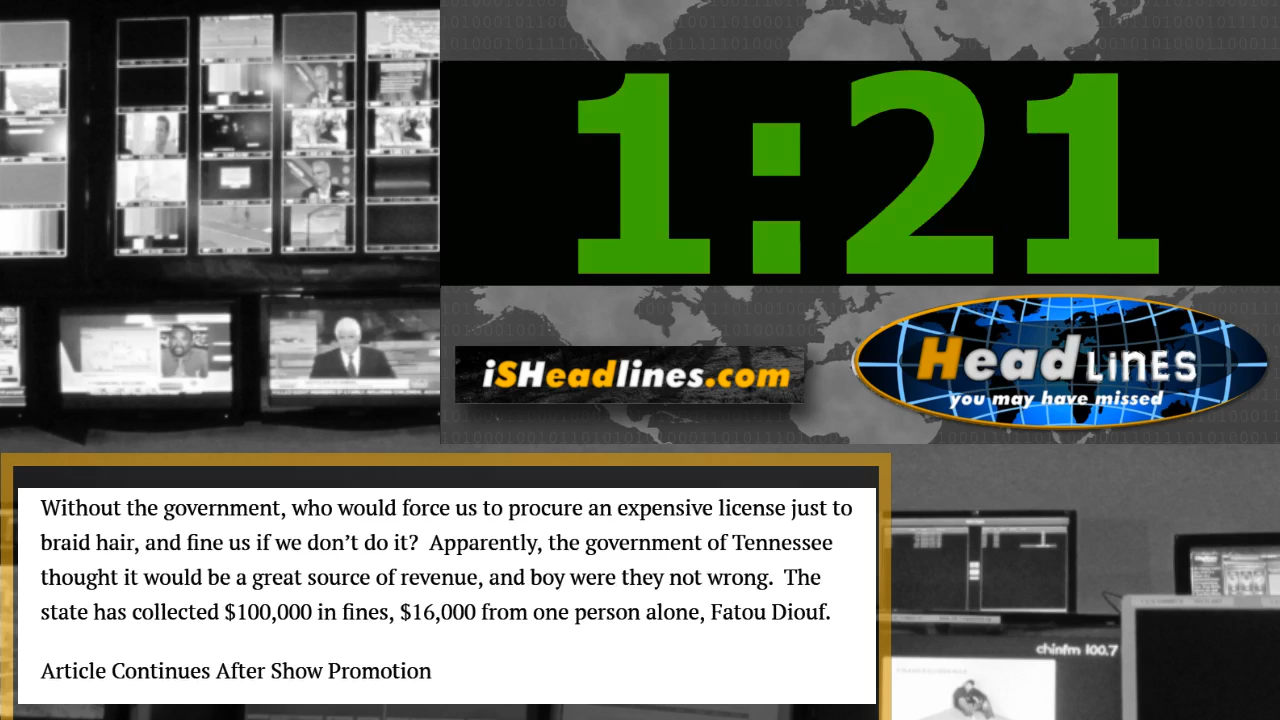 1:21
iSHeadlines.com
HeadLINES
you may have missed
Without the government, who would force us to procure an expensive license just to
braid hair, and fine us if we don’t do it?  Apparently, the government of Tennessee
thought it would be a great source of revenue, and boy were they not wrong.  The
state has collected $100,000 in fines, $16,000 from one person alone, Fatou Diouf.
Article Continues After Show Promotion
chinfm 100.7